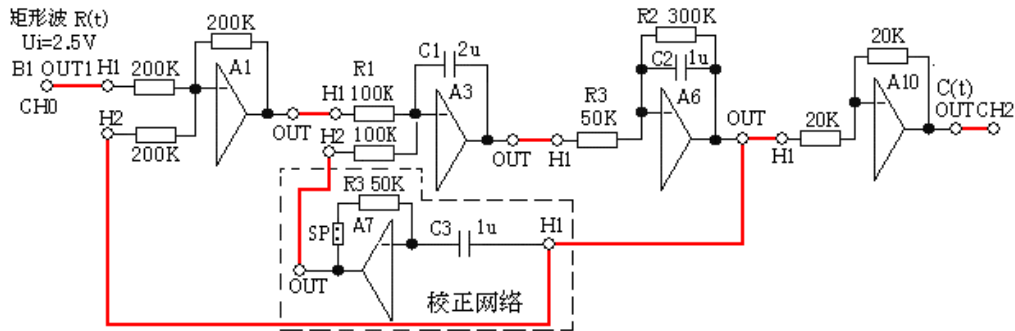 矩形波 R(t)
Ui=2.5V
B1 OUT1 H1
CH0
200K
200K
A1
H2
200K
OUT
R1
H1 100K
H2 100K
C1 2u
A3
OUT
H1
R3
50K
R2 300K
C2 1u
A6
OUT
H1
20K
20K
A10
C(t)
OUT CH2
R3 50K
SP
A7
C3
1u
H1
OUT
校正网络